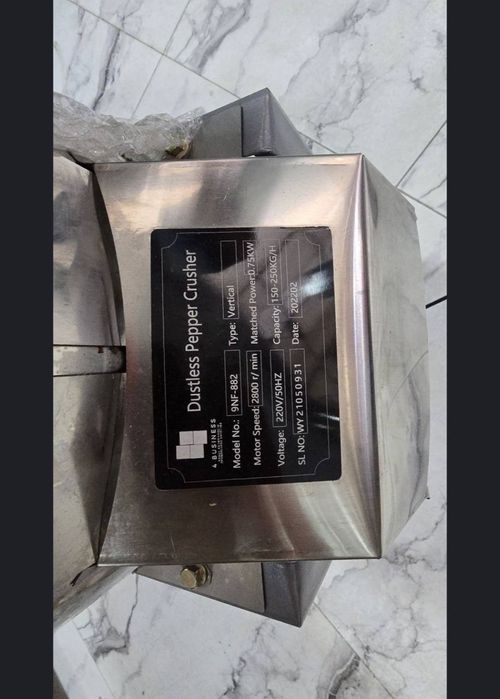 Dustless Pepper Crusher
4 BUSINESS
Model No.: 9NF-882 Type: Vertical
Motor Speed: 2800 r/ min Matched Power: 0.75KW
Voltage: 220V/50HZ Capacity: 150-250KG/H
SL NO: WY21050931 Date: 202202